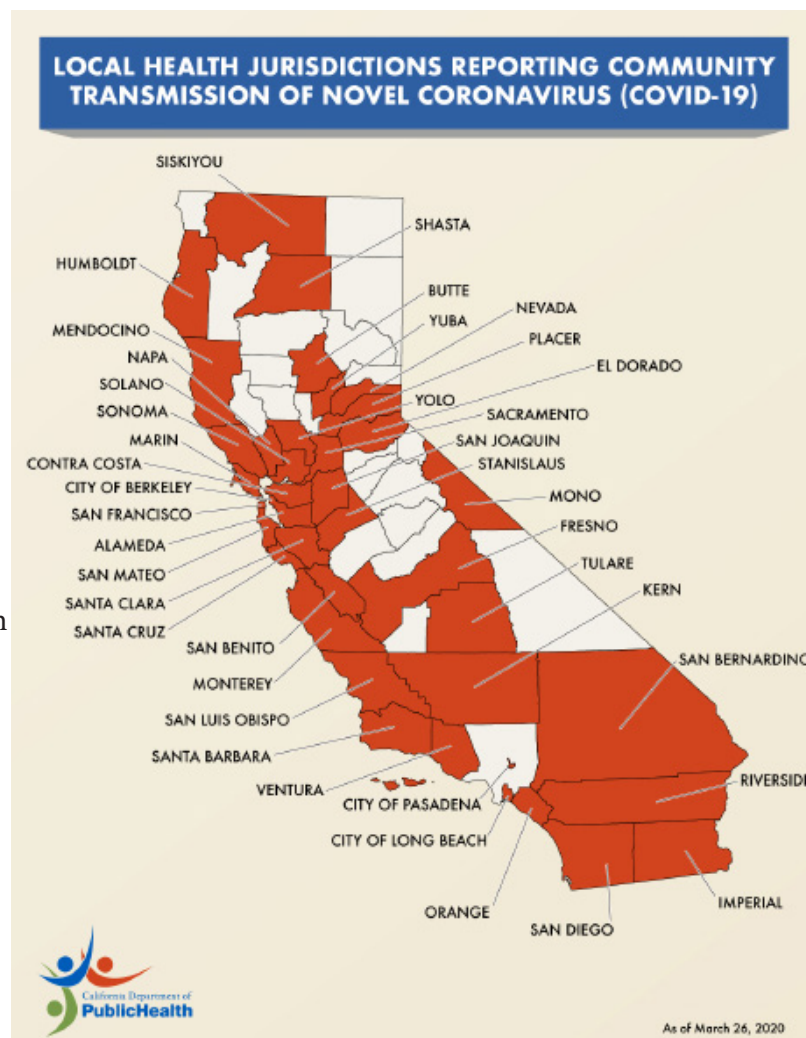 LOCAL HEALTH JURISDICTIONS REPORTING COMMUNITY
TRANSMISSION OF NOVEL CORONAVIRUS (COVID-19)
SISKIYOU
SHASTA
HUMBOLDT
BUTTE
NEVADA
YUBA
MENDOCINO
PLACER
NAPA
EL DORADO
SOLANO
YOLO
SONOMA
SACRAMENTO
MARIN
SAN JOAQUIN
CONTRA COSTA
STANISLAUS
CITY OF BERKELEY
MONO
SAN FRANCISCO
FRESNO
ALAMEDA
SAN MATEO
TULARE
SANTA CLARA
KERN
SANTA CRUZ
SAN BENITO
SAN BERNARDINO
MONTEREY
SAN LUIS OBISPO
SANTA BARBARA
RIVERSIDE
VENTURA
CITY OF PASADENA
CITY OF LONG BEACH
IMPERIAL
ORANGE
SAN DIEGO
California Department of
PublicHealth
As of March 26, 2020